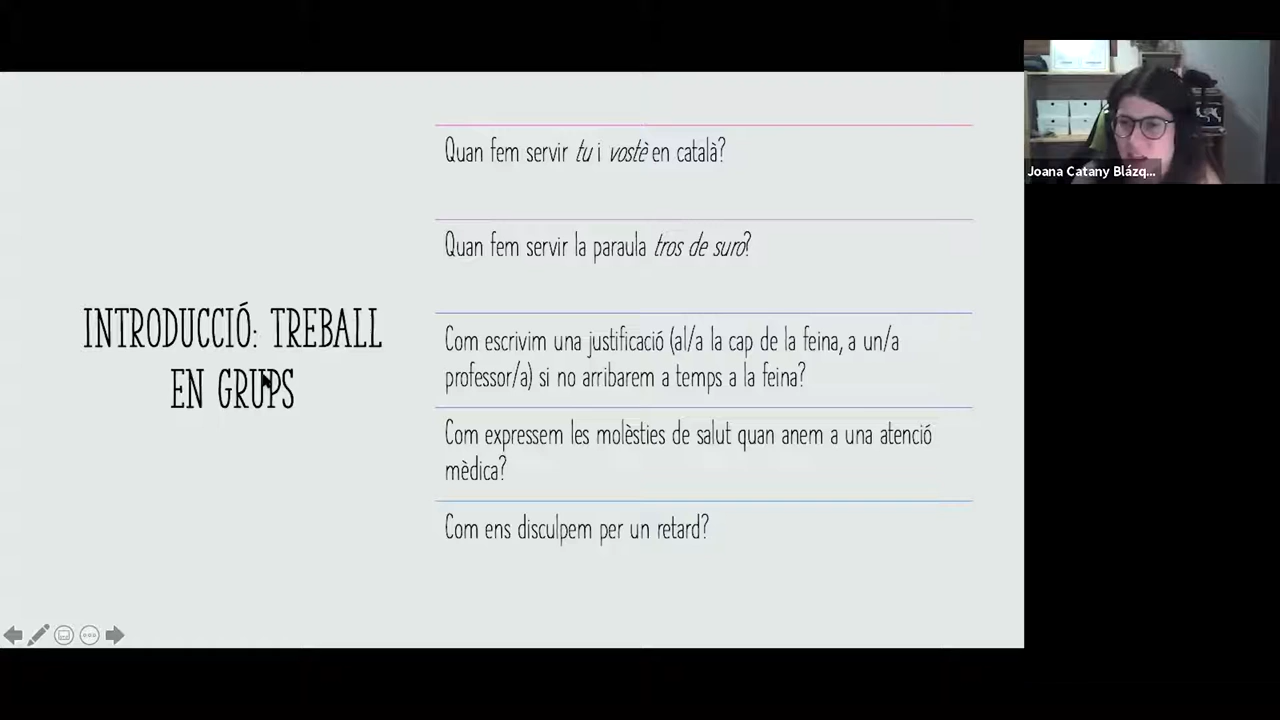 INTRODUCCIÓ: TREBALL
EN GRUPS
Quan fem servir tu i vostè en català?
Quan fem servir la paraula tros de suro?
Com escrivim una justificació (al/a la cap de la feina, a un/a
professor/a) si no arribarem a temps a la feina?
Com expressem les molèsties de salut quan anem a una atenció
mèdica?
Com ens disculpem per un retard?
Joana Catany Blázq...